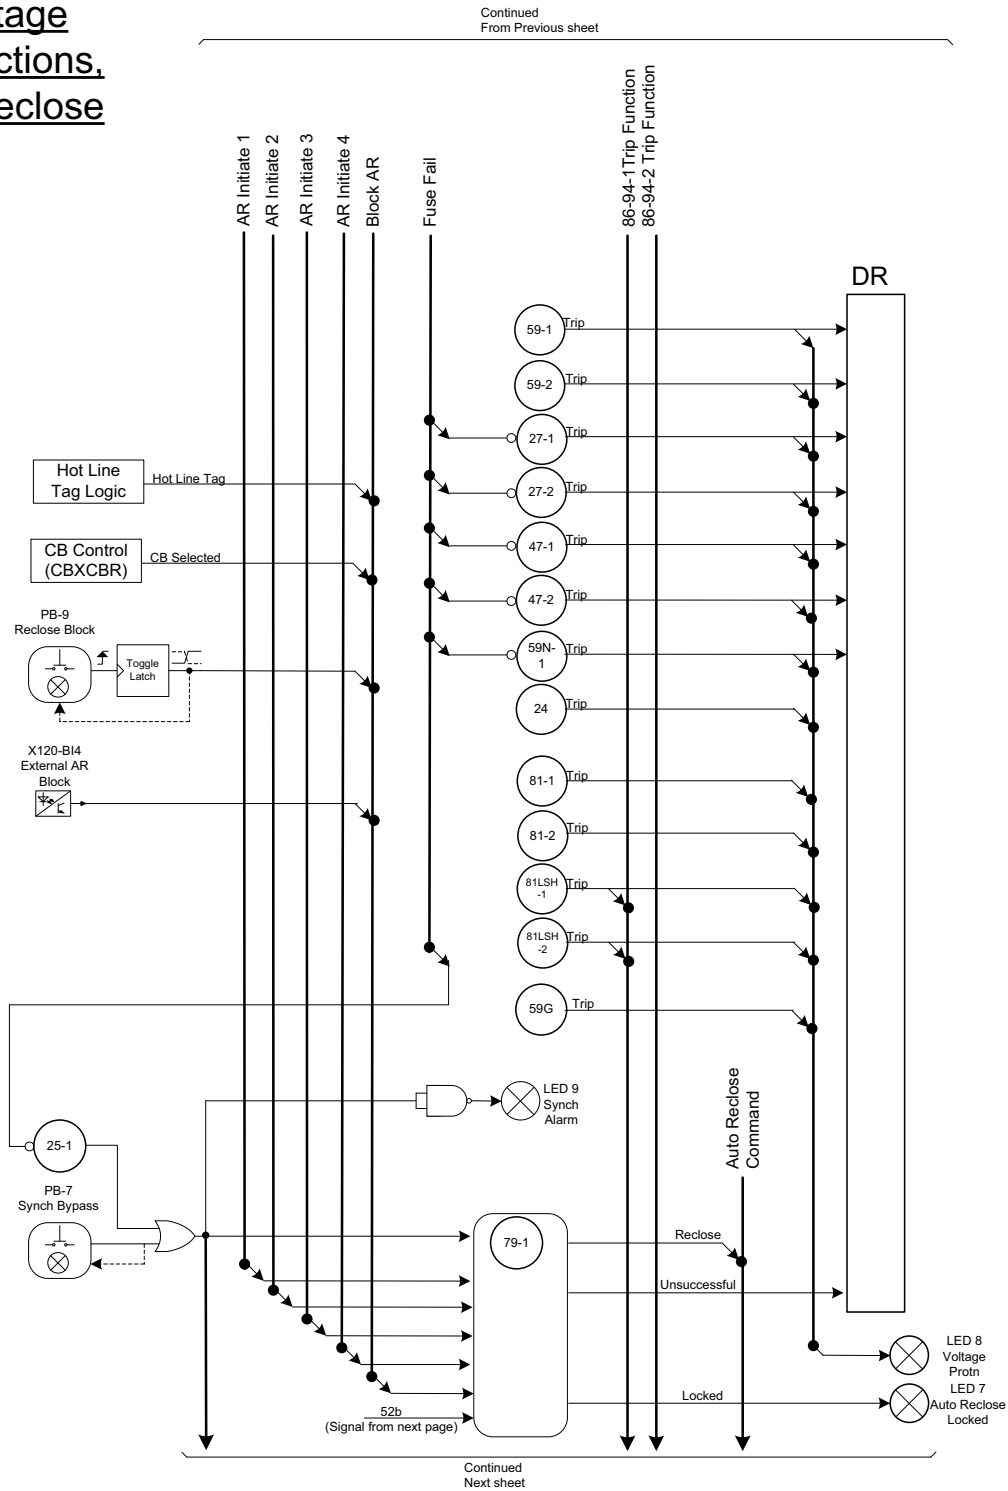 tage
ctions,
eclose
Continued
From Previous sheet
AR Initiate 1
AR Initiate 2
AR Initiate 3
AR Initiate 4
Block AR
Fuse Fail
86-94-1Trip Function
86-94-2 Trip Function
DR
59-1
Trip
59-2
Trip
27-1
Trip
Hot Line
Tag Logic
Hot Line Tag
27-2
Trip
CB Control
(CBXCBR)
CB Selected
47-1
Trip
47-2
Trip
PB-9
Reclose Block
Toggle
Latch
59N-
1
Trip
24
Trip
X120-BI4
External AR
Block
81-1
Trip
81-2
Trip
81LSH
-1
Trip
81LSH
-2
Trip
59G
Trip
LED 9
Synch
Alarm
Auto Reclose
Command
25-1
PB-7
Synch Bypass
79-1
Reclose
Unsuccessful
LED 8
Voltage
Protn
Locked
LED 7
Auto Reclose
Locked
52b
(Signal from next page)
Continued
Next sheet